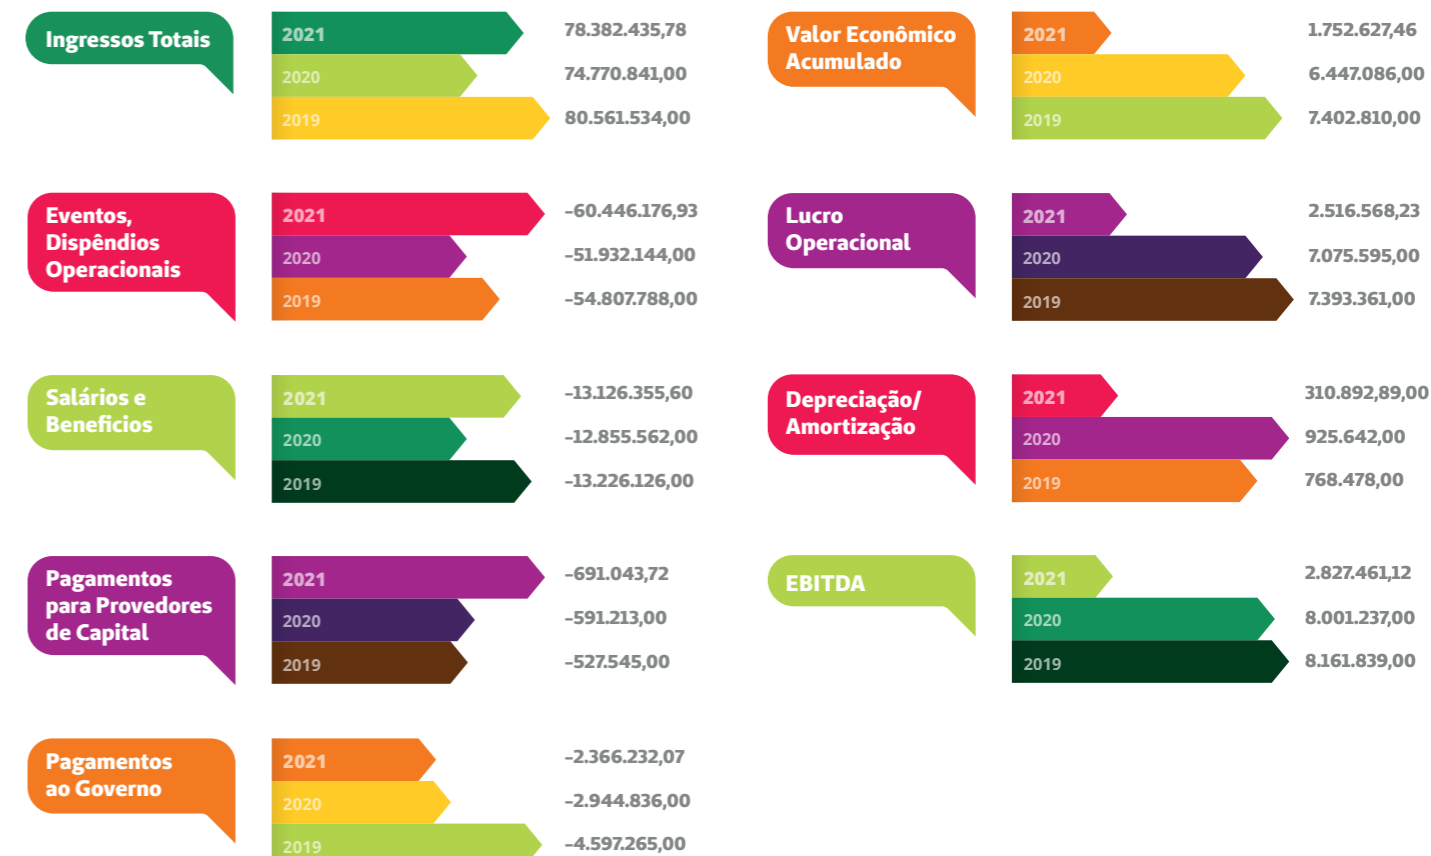 Ingressos Totais
2021 78.382.435,78
2020 74.770.841,00
2019 80.561.534,00
Eventos,
Dispêndios
Operacionais
2021 –60.446.176,93
2020 –51.932.144,00
2019 –54.807.788,00
Salários e
Beneficios
2021 –13.126.355,60
2020 –12.855.562,00
2019 –13.226.126,00
Pagamentos
para Provedores
de Capital
2021 –691.043,72
2020 –591.213,00
2019 –527.545,00
Pagamentos
ao Governo
2021 –2.366.232,07
2020 –2.944.836,00
2019 –4.597.265,00
Valor Econômico
Acumulado
2021 1.752.627,46
2020 6.447.086,00
2019 7.402.810,00
Lucro
Operacional
2021 2.516.568,23
2020 7.075.595,00
2019 7.393.361,00
Depreciação/
Amortização
2021 310.892,89,00
2020 925.642,00
2019 768.478,00
EBITDA
2021 2.827.461,12
2020 8.001.237,00
2019 8.161.839,00